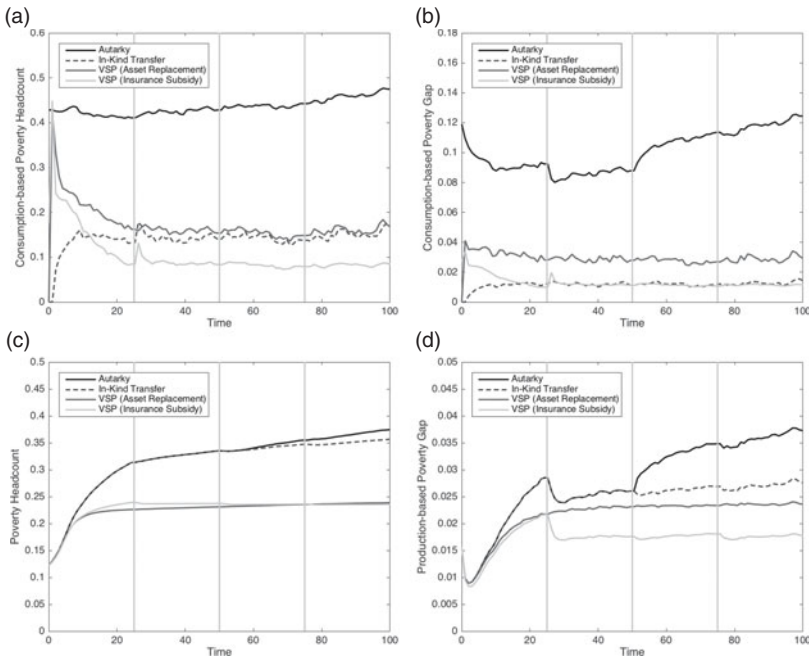 (a)
0.6
0.5
0.4
0.3
0.2
0.1
0
Consumption-based Poverty Headcount
Autarky
In-Kind Transfer
VSP (Asset Replacement)
VSP (Insurance Subsidy)
0 20 40 60 80 100
Time
(b)
0.18
0.16
0.14
0.12
0.1
0.08
0.06
0.04
0.02
0
Consumption-based Poverty Gap
Autarky
In-Kind Transfer
VSP (Asset Replacement)
VSP (Insurance Subsidy)
0 20 40 60 80 100
Time
(c)
0.5
0.45
0.4
0.35
0.3
0.25
0.2
0.15
0.1
0.05
0
Poverty Headcount
Autarky
In-Kind Transfer
VSP (Asset Replacement)
VSP (Insurance Subsidy)
0 20 40 60 80 100
Time
(d)
0.05
0.045
0.04
0.035
0.03
0.025
0.02
0.015
0.01
0.005
0
Production-based Poverty Gap
Autarky
In-Kind Transfer
VSP (Asset Replacement)
VSP (Insurance Subsidy)
0 20 40 60 80 100
Time